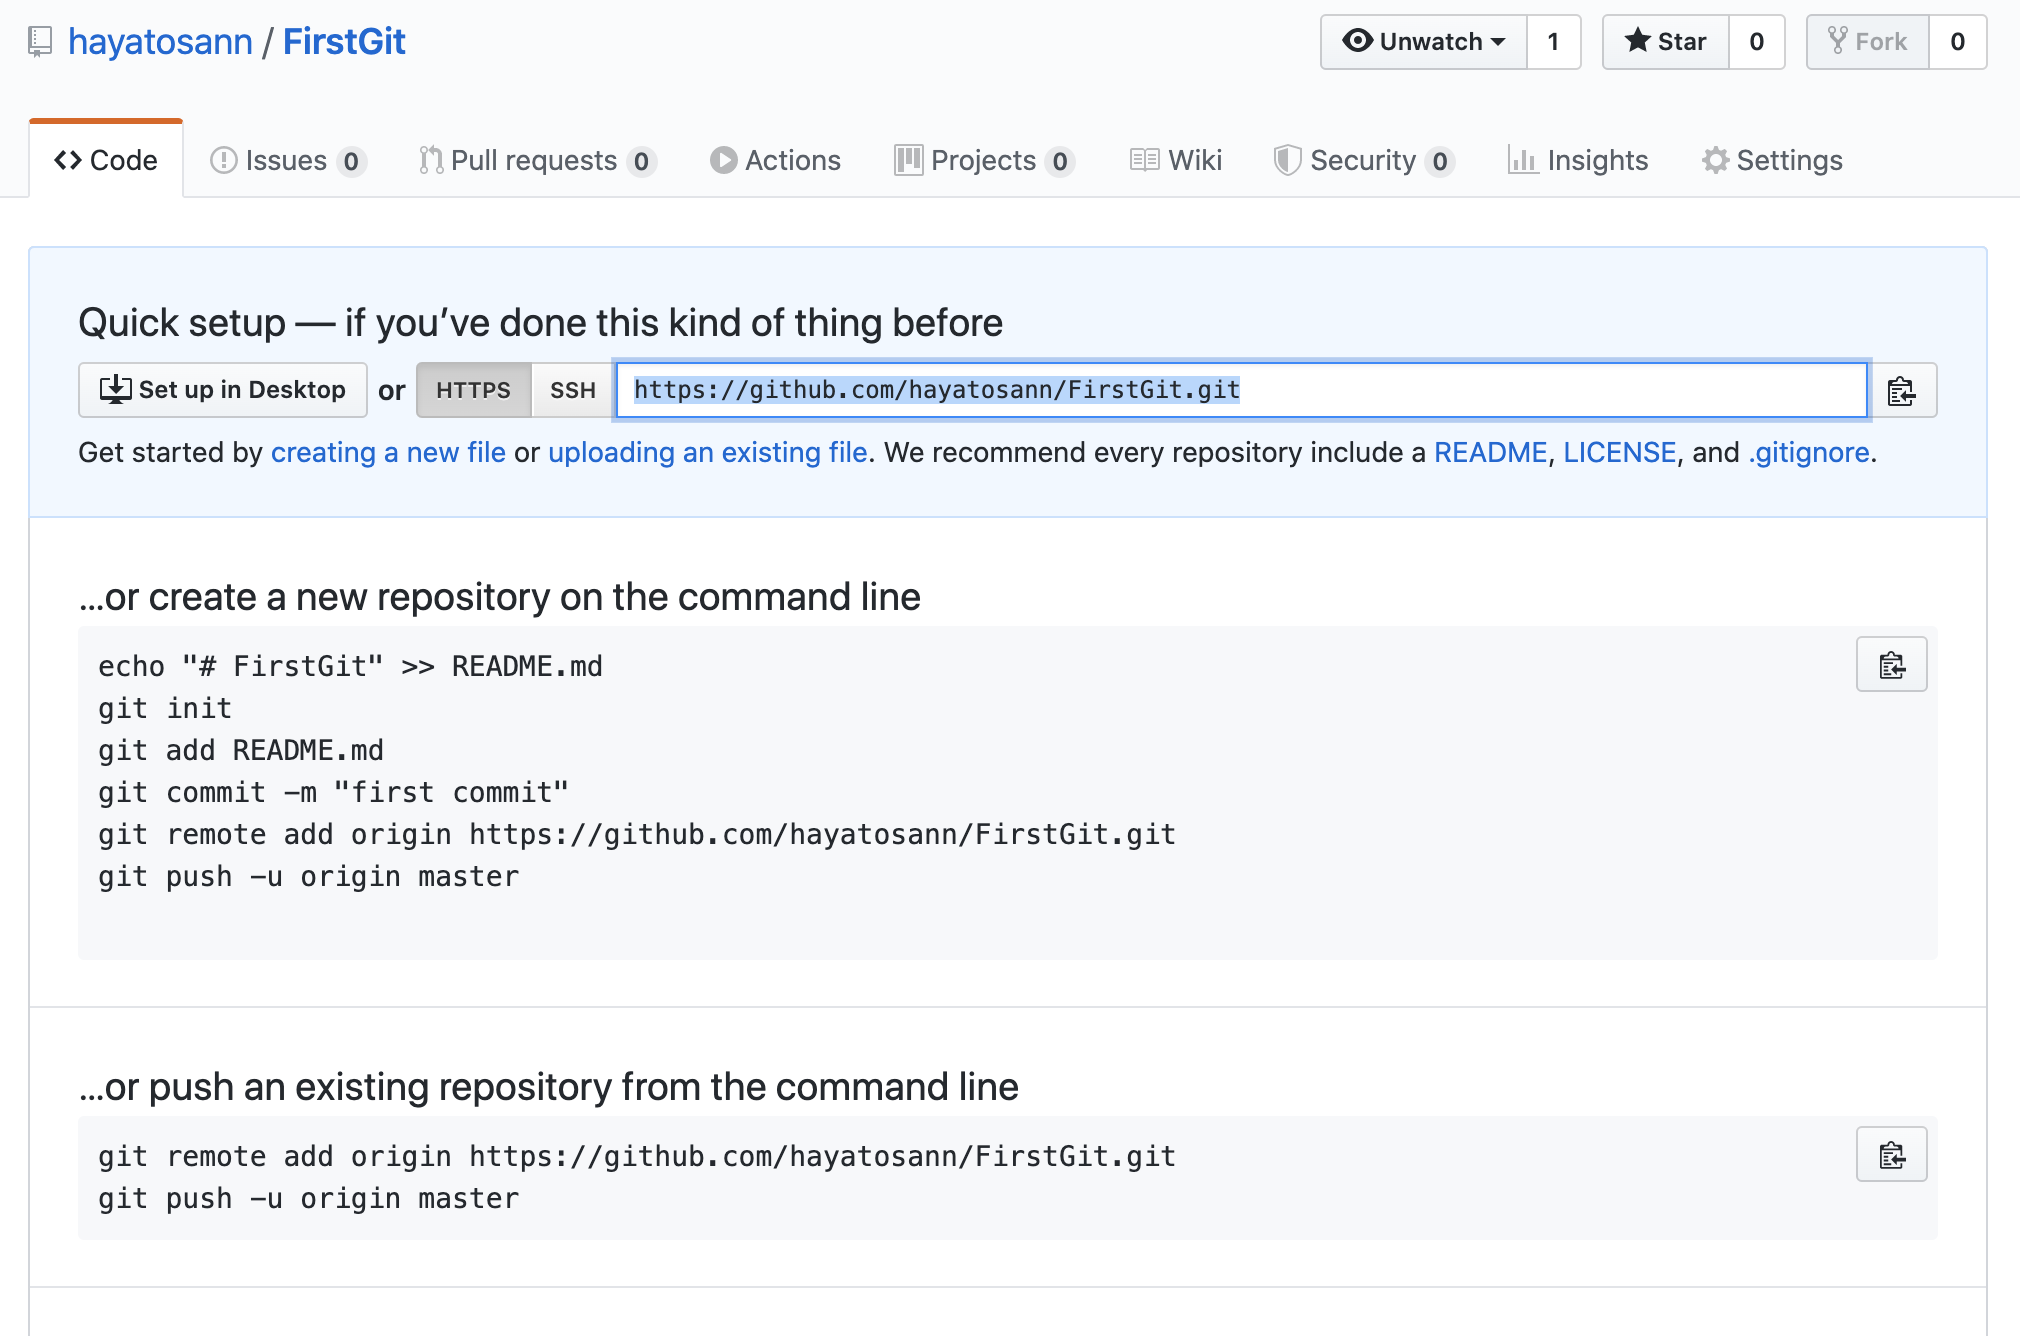 hayatosann / FirstGit
Unwatch 1 Star 0 Fork 0
Code Issues 0 Pull requests 0 Actions Projects 0 Wiki Security 0 Insights Settings
Quick setup — if you’ve done this kind of thing before
Set up in Desktop or HTTPS SSH https://github.com/hayatosann/FirstGit.git
Get started by creating a new file or uploading an existing file. We recommend every repository include a README, LICENSE, and .gitignore.
…or create a new repository on the command line
echo "# FirstGit" >> README.md
git init
git add README.md
git commit -m "first commit"
git remote add origin https://github.com/hayatosann/FirstGit.git
git push -u origin master
…or push an existing repository from the command line
git remote add origin https://github.com/hayatosann/FirstGit.git
git push -u origin master